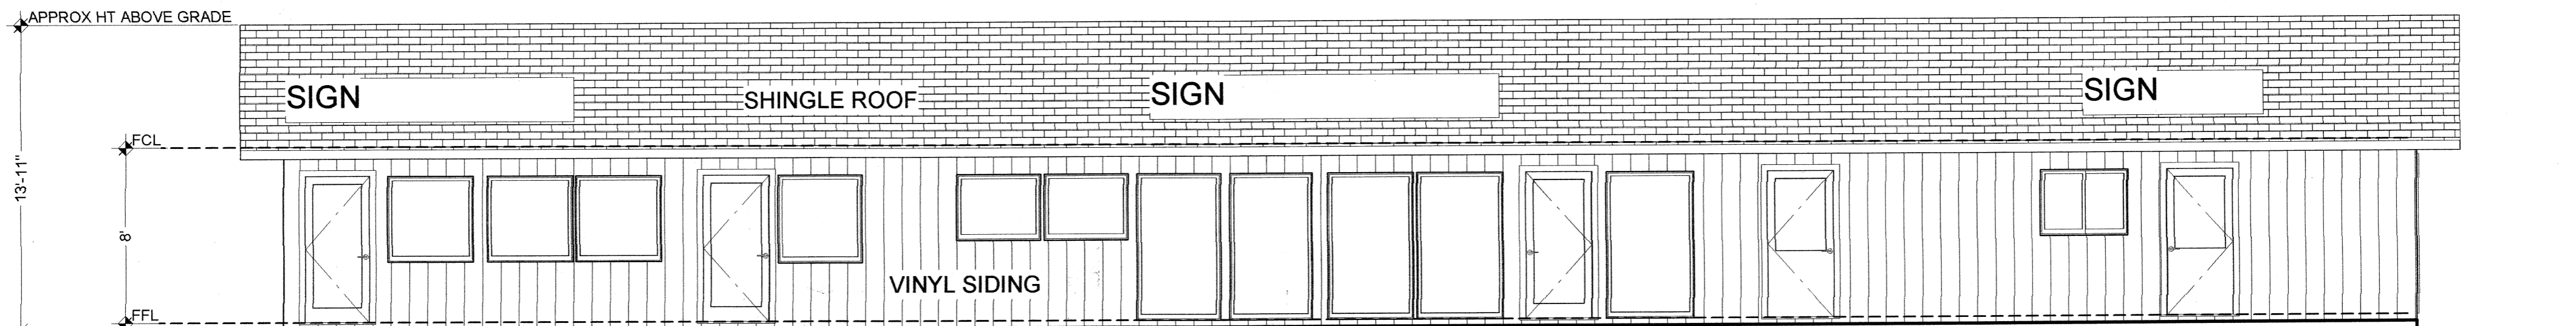 APPROX HT ABOVE GRADE
SIGN
SHINGLE ROOF
SIGN
SIGN
FCL
13'-11"
8'
VINYL SIDING
FFL